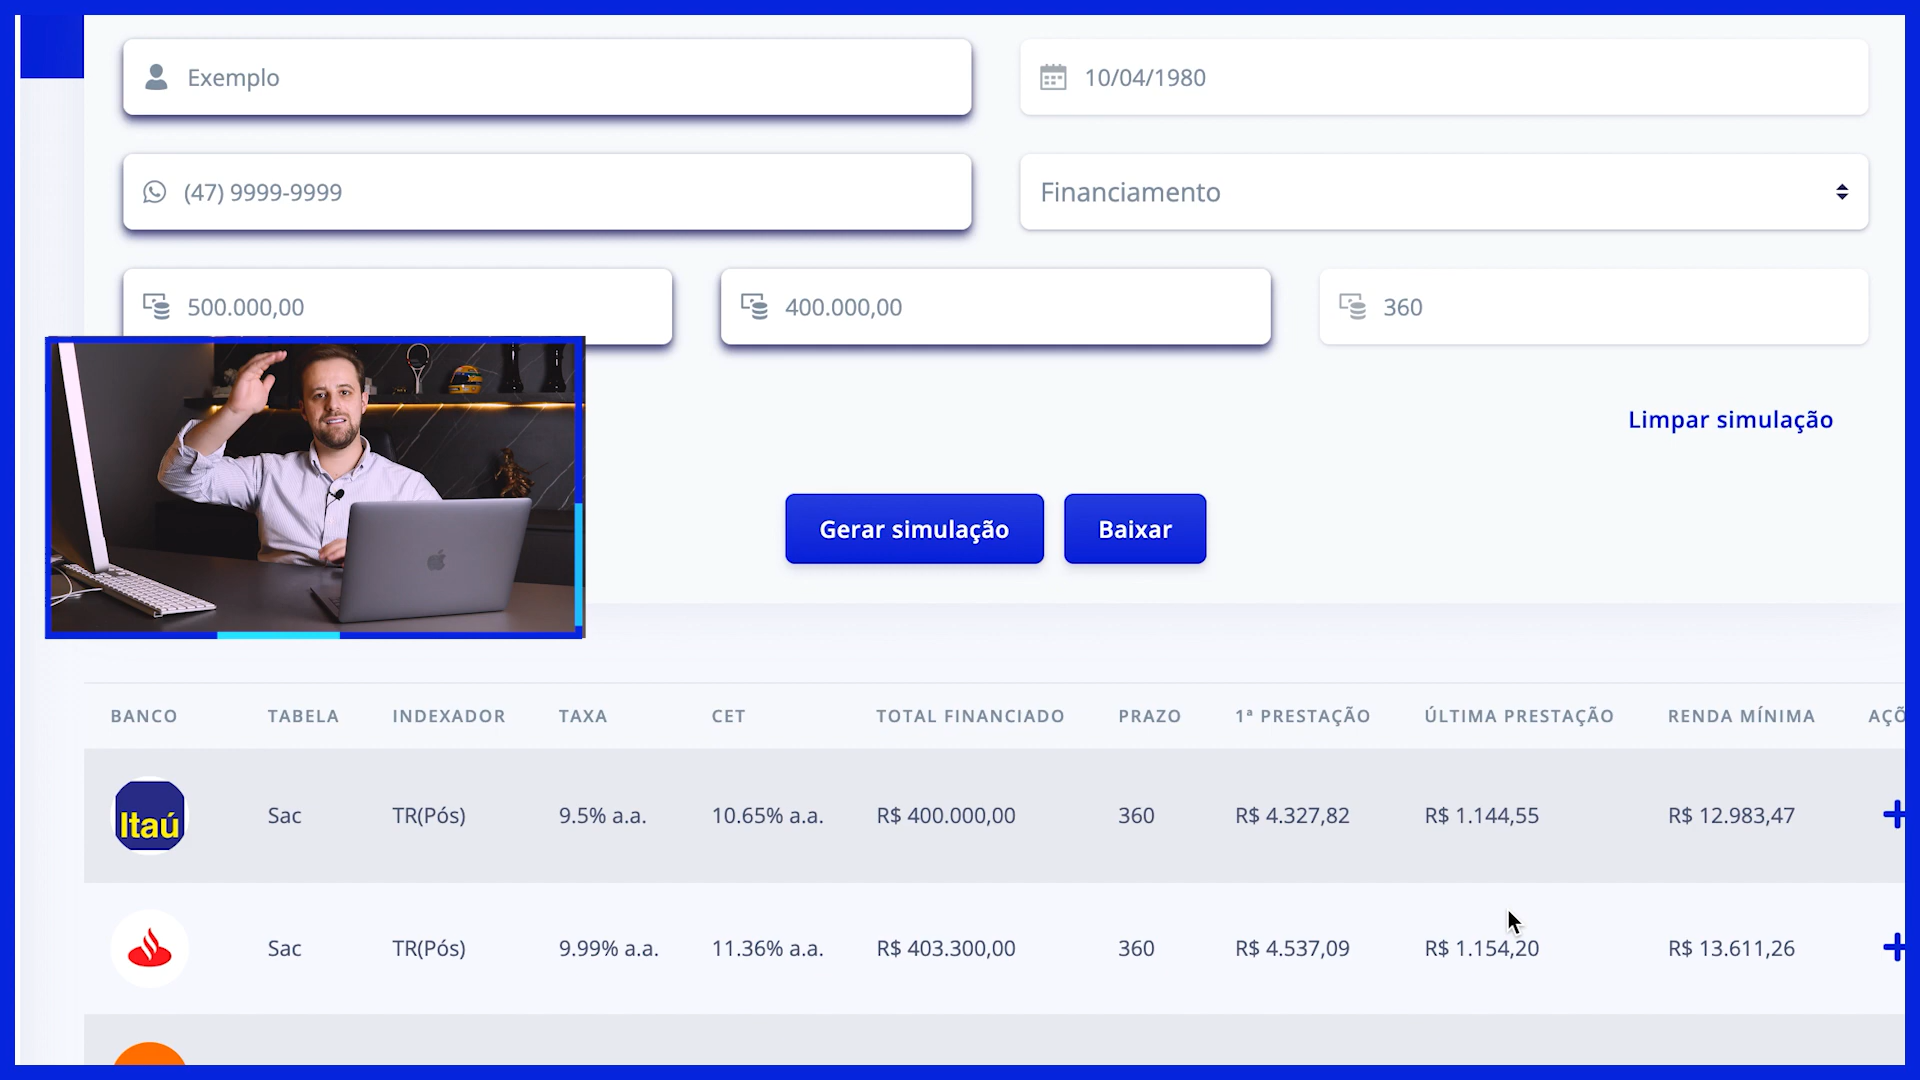 Exemplo
10/04/1980
(47) 9999-9999
Financiamento
500.000,00
400.000,00
360
Limpar simulação
Gerar simulação
Baixar
BANCO TABELA INDEXADOR TAXA CET TOTAL FINANCIADO PRAZO 1ª PRESTAÇÃO ÚLTIMA PRESTAÇÃO RENDA MÍNIMA
Itaú Sac TR(Pós) 9.5% a.a. 10.65% a.a. R$ 400.000,00 360 R$ 4.327,82 R$ 1.144,55 R$ 12.983,47
Sac TR(Pós) 9.99% a.a. 11.36% a.a. R$ 403.300,00 360 R$ 4.537,09 R$ 1.154,20 R$ 13.611,26